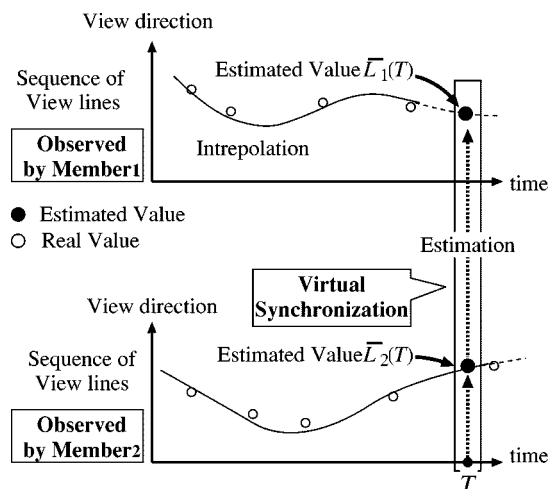 View direction
Sequence of
View lines
Estimated Value L̅₁(T)
Observed
by Member1
Intrepolation
time
● Estimated Value
○ Real Value
Estimation
Virtual
Synchronization
View direction
Sequence of
View lines
Estimated Value L̅₂(T)
Observed
by Member2
time
T